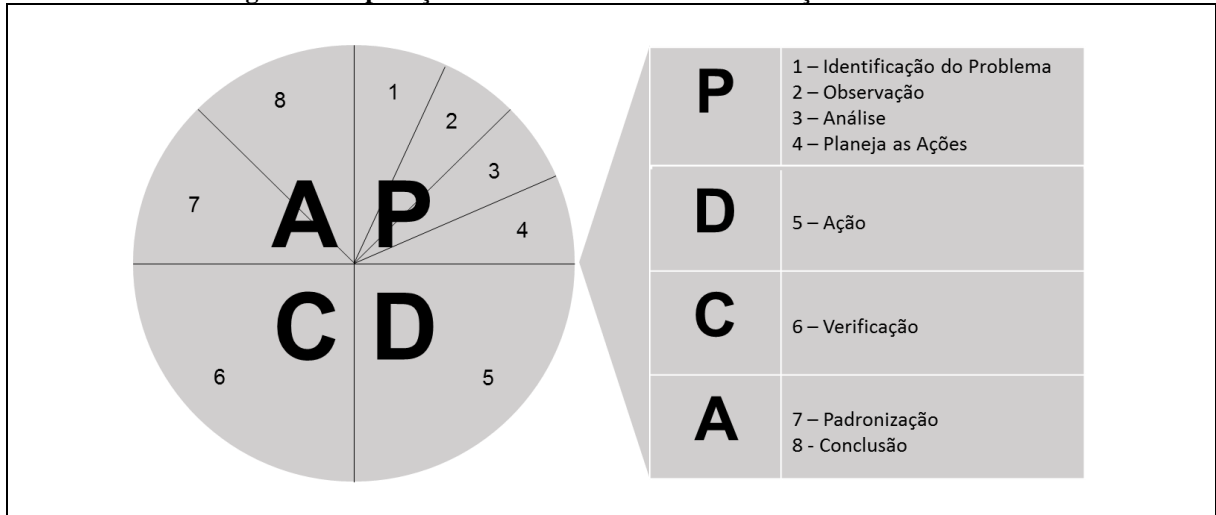 8
1
2
3
4
7
A P
C D
6
5
P
1 – Identificação do Problema
2 – Observação
3 – Análise
4 – Planeja as Ações
D
5 – Ação
C
6 – Verificação
A
7 – Padronização
8 - Conclusão